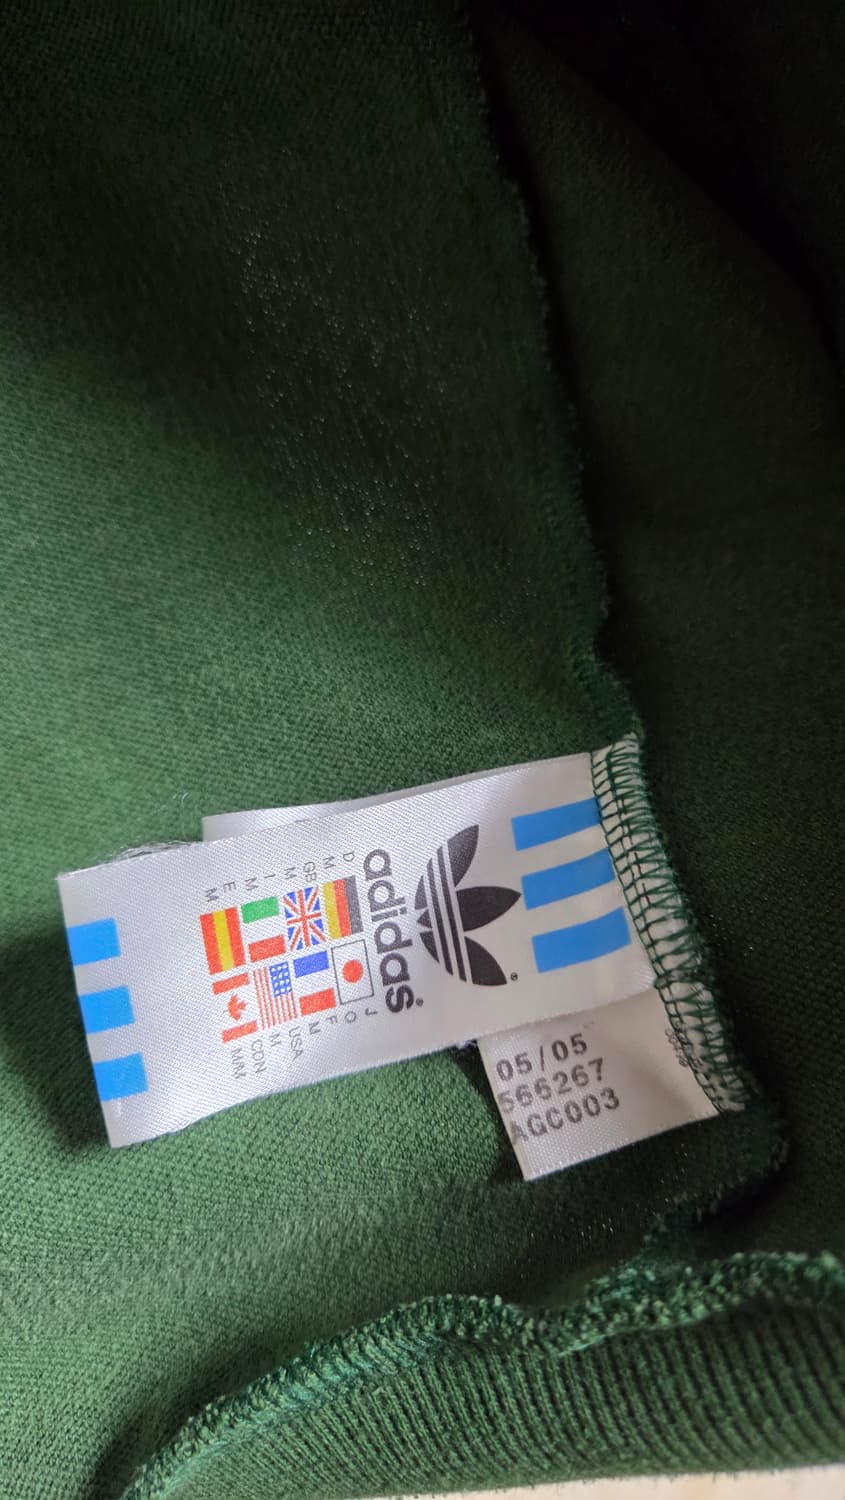 adidas
D J
M O
GB F
M M
I USA
M M
E CDN
M MM
05/05
566267
AGC003